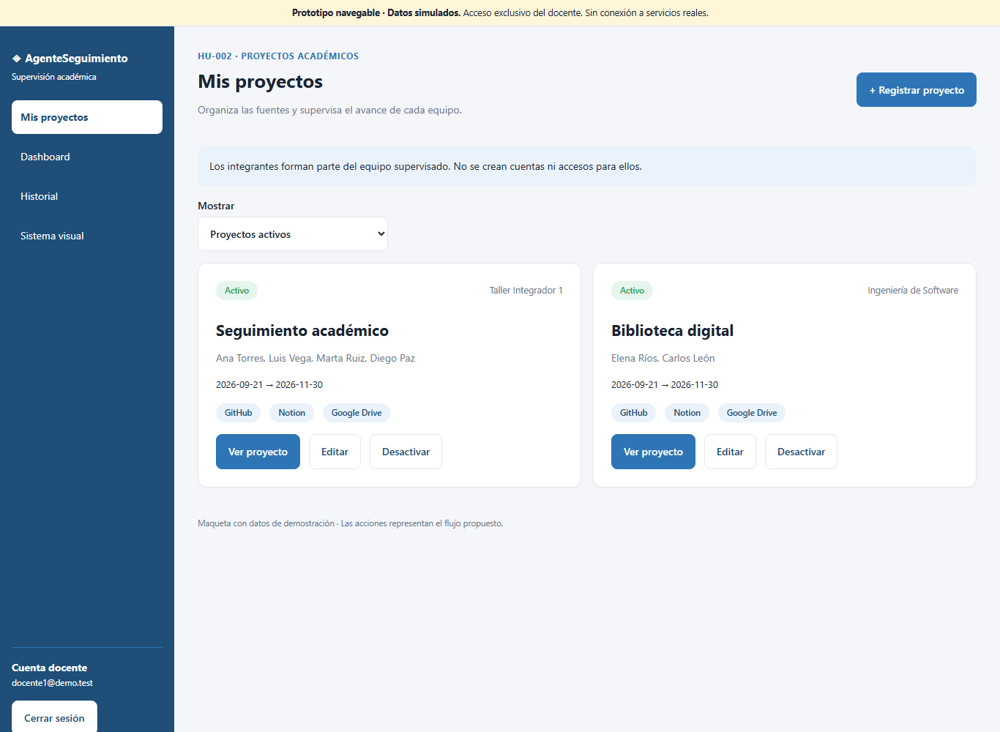 Prototipo navegable · Datos simulados. Acceso exclusivo del docente. Sin conexión a servicios reales.
AgenteSeguimiento
Supervisión académica
Mis proyectos
Dashboard
Historial
Sistema visual
Cuenta docente
docente1@demo.test
Cerrar sesión
HU-002 · PROYECTOS ACADÉMICOS
Mis proyectos
Organiza las fuentes y supervisa el avance de cada equipo.
+ Registrar proyecto
Los integrantes forman parte del equipo supervisado. No se crean cuentas ni accesos para ellos.
Mostrar
Proyectos activos
Activo
Taller Integrador 1
Seguimiento académico
Ana Torres, Luis Vega, Marta Ruiz, Diego Paz
2026-09-21 → 2026-11-30
GitHub Notion Google Drive
Ver proyecto Editar Desactivar
Activo
Ingeniería de Software
Biblioteca digital
Elena Ríos, Carlos León
2026-09-21 → 2026-11-30
GitHub Notion Google Drive
Ver proyecto Editar Desactivar
Maqueta con datos de demostración · Las acciones representan el flujo propuesto.